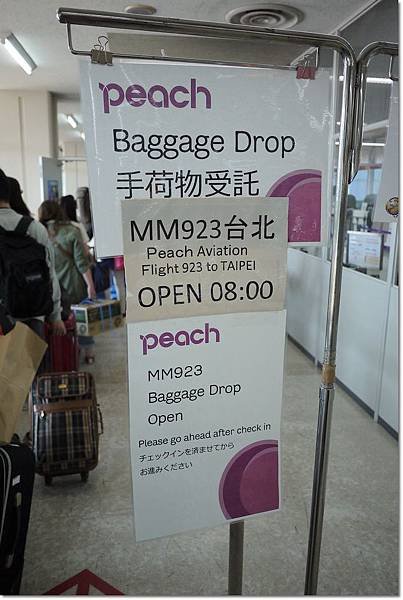 peach
Baggage Drop
手荷物受託
MM923台北
Peach Aviation
Flight 923 to TAIPEI
OPEN 08:00
peach
MM923
Baggage Drop
Open
Please go ahead after check in
チェックインを済ませてから
お進みください